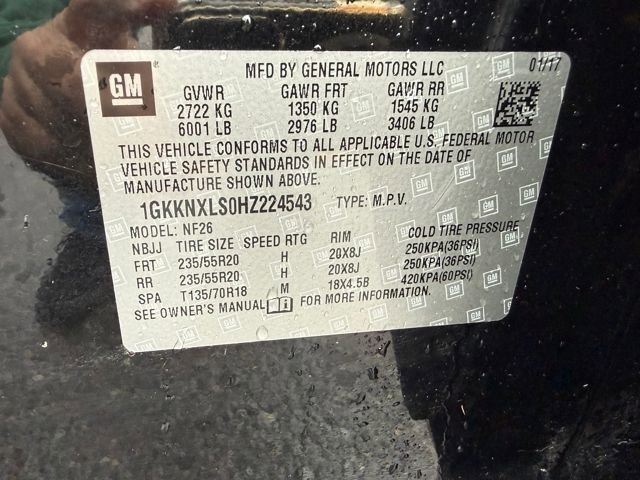 GM
MFD BY GENERAL MOTORS LLC 01/17
GVWR GAWR FRT GAWR RR
2722 KG 1350 KG 1545 KG
6001 LB 2976 LB 3406 LB
THIS VEHICLE CONFORMS TO ALL APPLICABLE U.S. FEDERAL MOTOR
VEHICLE SAFETY STANDARDS IN EFFECT ON THE DATE OF
MANUFACTURE SHOWN ABOVE.
1GKKNXLS0HZ224543 TYPE: M.P.V.
MODEL: NF26
NBJJ TIRE SIZE SPEED RTG RIM COLD TIRE PRESSURE
FRT 235/55R20 H 20X8J 250KPA(36PSI)
RR 235/55R20 H 20X8J 250KPA(36PSI)
SPA T135/70R18 M 18X4.5B 420KPA(60PSI)
SEE OWNER'S MANUAL FOR MORE INFORMATION.